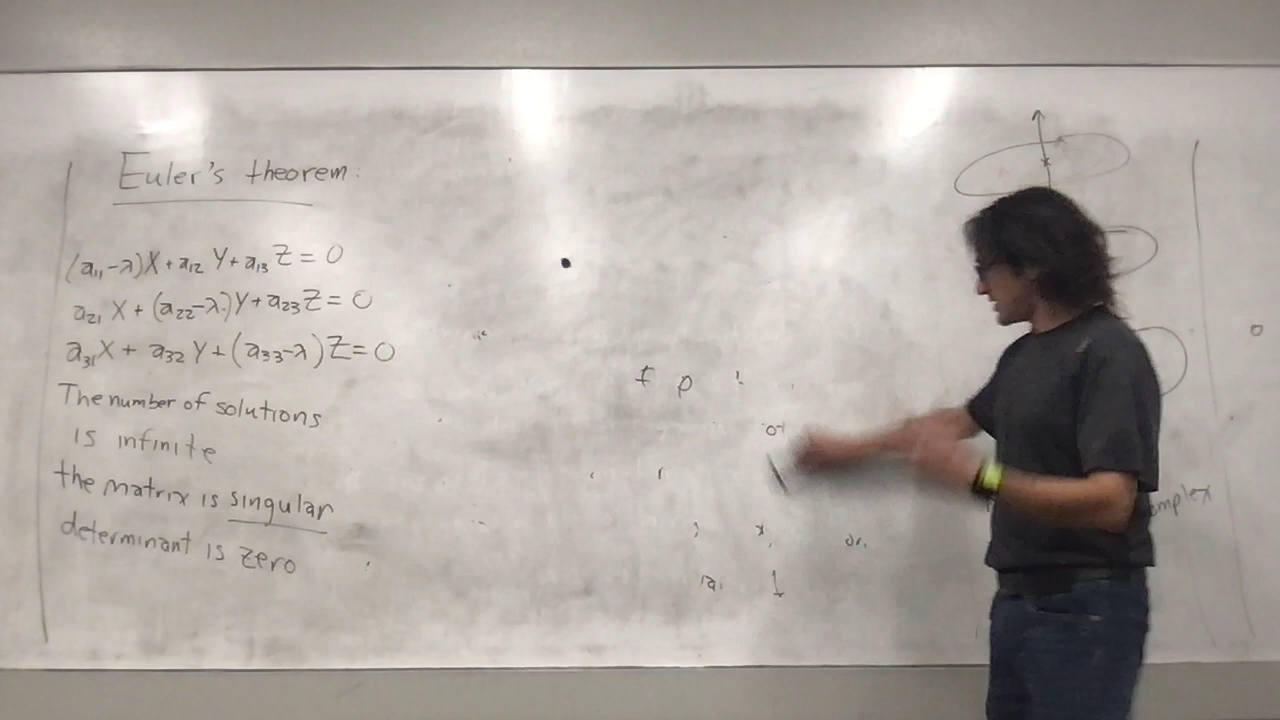 Euler's theorem:
(a₁₁-λ)X + a₁₂ Y + a₁₃ Z = 0
a₂₁ X + (a₂₂-λ)Y + a₂₃ Z = 0
a₃₁X + a₃₂ Y + (a₃₃-λ)Z = 0
The number of solutions
is infinite
the matrix is singular
determinant is zero